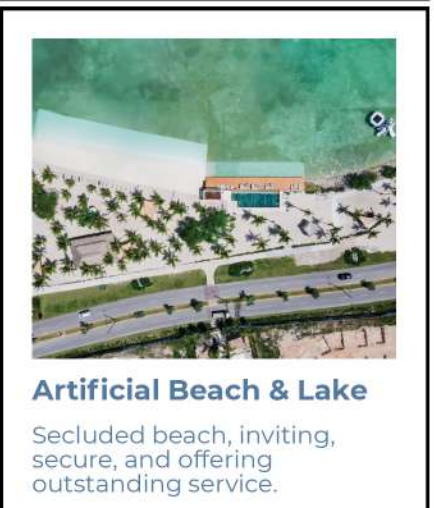 Artificial Beach & Lake
Secluded beach, inviting,
secure, and offering
outstanding service.